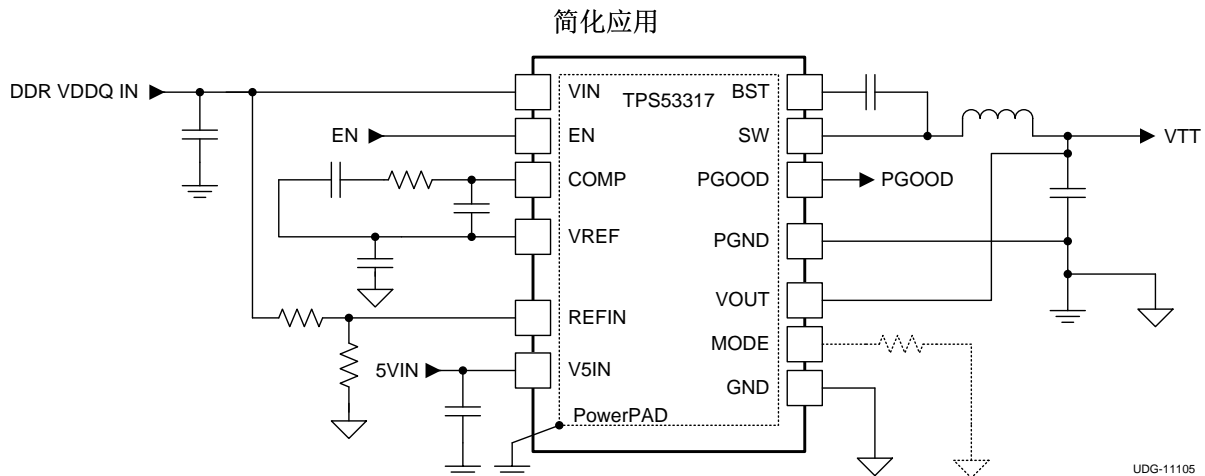 简化应用
DDR VDDQ IN
VIN
TPS53317
BST
EN
EN
SW
VTT
COMP
PGOOD
PGOOD
VREF
PGND
VOUT
REFIN
MODE
5VIN
V5IN
GND
PowerPAD
UDG-11105